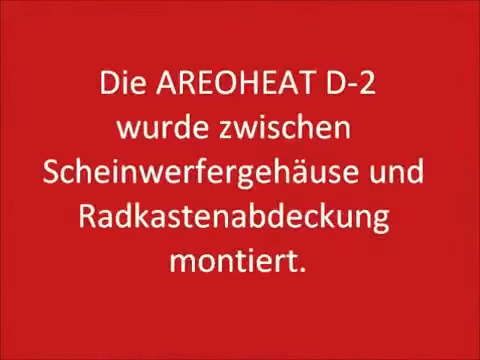 Die AREOHEAT D-2
wurde zwischen
Scheinwerfergehäuse und
Radkastenabdeckung
montiert.